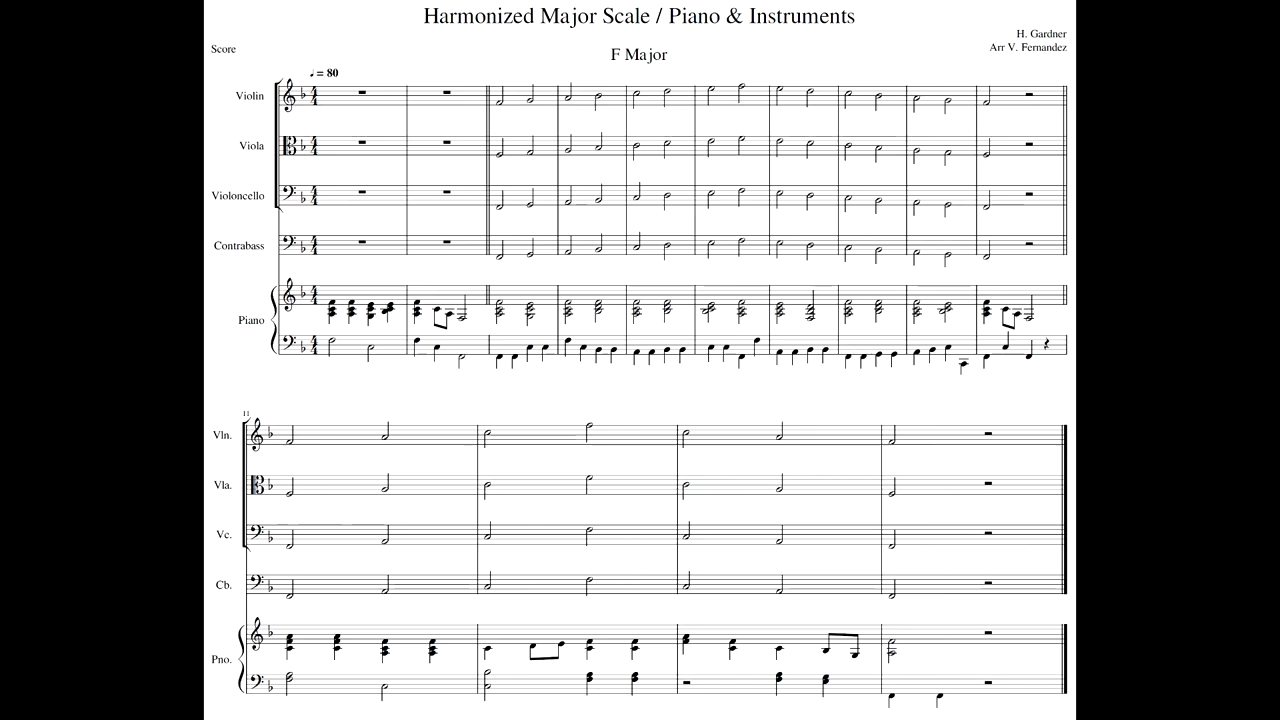 Harmonized Major Scale / Piano & Instruments
H. Gardner
Score
Arr V. Fernandez
F Major
♩ = 80
Violin
Viola
Violoncello
Contrabass
Piano
11
Vln.
Vla.
Vc.
Cb.
Pno.